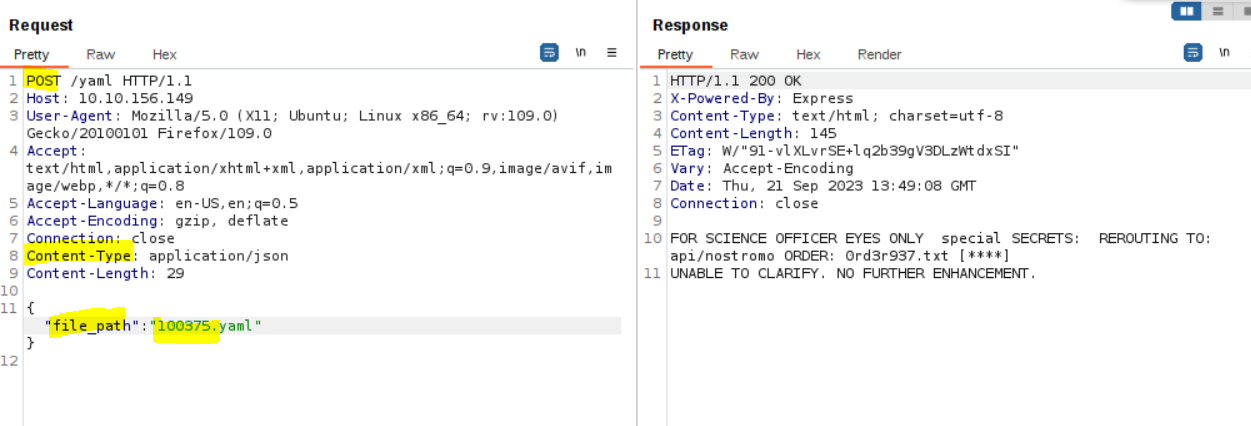 Request
Pretty Raw Hex \n
1 POST /yaml HTTP/1.1
2 Host: 10.10.156.149
3 User-Agent: Mozilla/5.0 (X11; Ubuntu; Linux x86_64; rv:109.0)
Gecko/20100101 Firefox/109.0
4 Accept:
text/html,application/xhtml+xml,application/xml;q=0.9,image/avif,im
age/webp,*/*;q=0.8
5 Accept-Language: en-US,en;q=0.5
6 Accept-Encoding: gzip, deflate
7 Connection: close
8 Content-Type: application/json
9 Content-Length: 29
10
11 {
"file_path":"100375.yaml"
}
12
Response
Pretty Raw Hex Render \n
1 HTTP/1.1 200 OK
2 X-Powered-By: Express
3 Content-Type: text/html; charset=utf-8
4 Content-Length: 145
5 ETag: W/"91-vlXLvrSE+lq2b39gV3DLzWtdxSI"
6 Vary: Accept-Encoding
7 Date: Thu, 21 Sep 2023 13:49:08 GMT
8 Connection: close
9
10 FOR SCIENCE OFFICER EYES ONLY special SECRETS: REROUTING TO:
api/nostromo ORDER: 0rd3r937.txt [****]
11 UNABLE TO CLARIFY. NO FURTHER ENHANCEMENT.